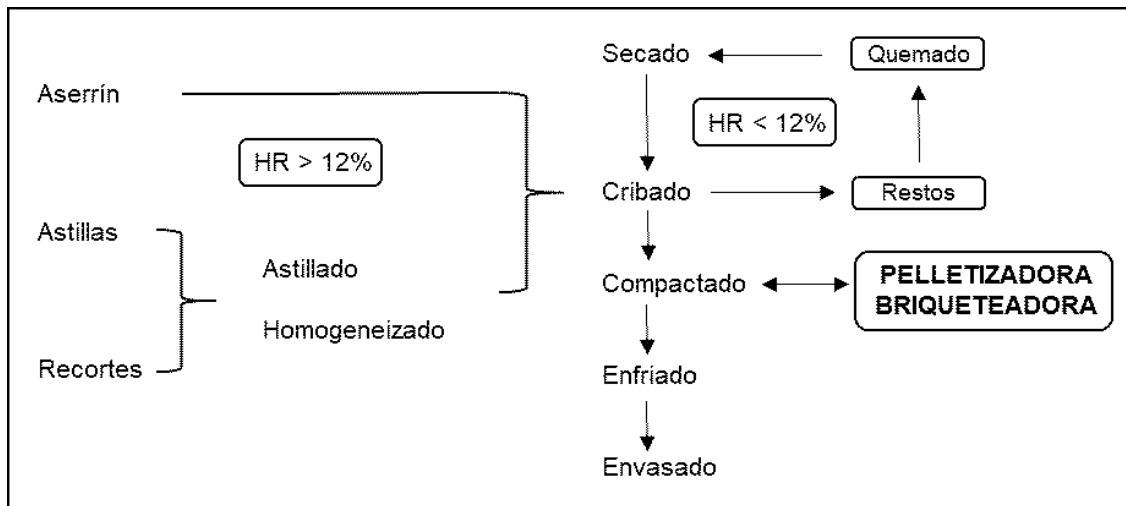 Secado
Quemado
Aserrín
HR < 12%
HR > 12%
Cribado
Restos
Astillas
Astillado
Compactado
PELLETIZADORA
BRIQUETEADORA
Homogeneizado
Recortes
Enfriado
Envasado